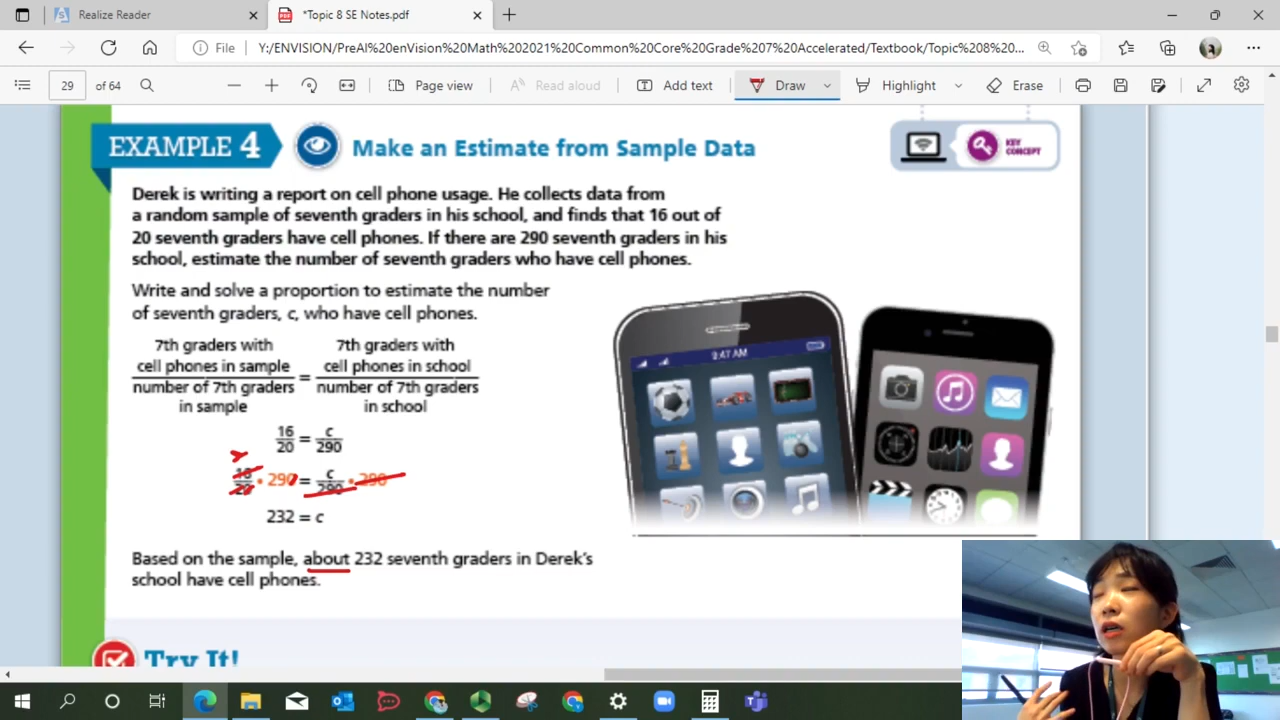 Realize Reader
*Topic 8 SE Notes.pdf
File
Y:/ENVISION/PreAI%20enVision%20Math%202021%20Common%20Core%20Grade%207%20Accelerated/Textbook/Topic%208%20...
29 of 64
Page view
Read aloud
Add text
Draw
Highlight
Erase
EXAMPLE 4
Make an Estimate from Sample Data
KEY CONCEPT
Derek is writing a report on cell phone usage. He collects data from
a random sample of seventh graders in his school, and finds that 16 out of
20 seventh graders have cell phones. If there are 290 seventh graders in his
school, estimate the number of seventh graders who have cell phones.
Write and solve a proportion to estimate the number
of seventh graders, c, who have cell phones.
7th graders with
cell phones in sample
number of 7th graders
in sample
=
7th graders with
cell phones in school
number of 7th graders
in school
16/20 = c/290
16/20 • 290 = c/290 • 290
232 = c
Based on the sample, about 232 seventh graders in Derek's
school have cell phones.
9:47 AM
Try It!